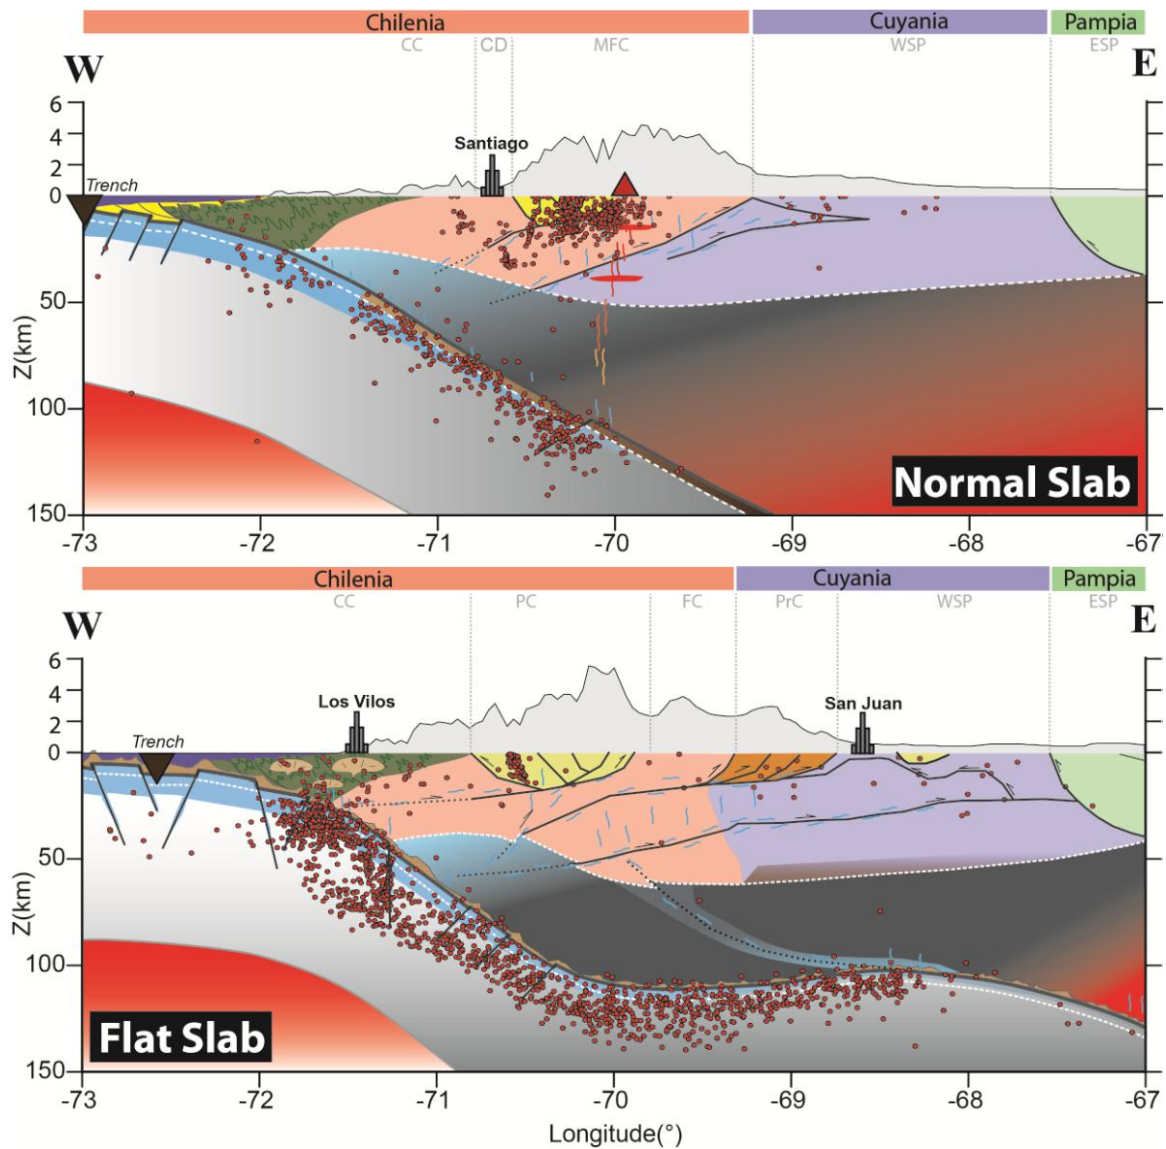 Chilenia Cuyania Pampia
CC CD MFC WSP ESP
W E
6
4
2
0
Santiago
Trench
50
100
150
Z(km)
Normal Slab
-73 -72 -71 -70 -69 -68 -67
Chilenia Cuyania Pampia
CC PC FC PrC WSP ESP
W E
6
4
2
0
Los Vilos San Juan
Trench
50
100
150
Z(km)
Flat Slab
-73 -72 -71 -70 -69 -68 -67
Longitude(°)